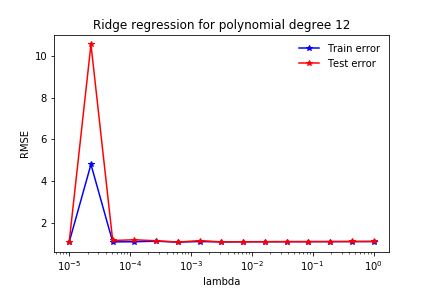 Ridge regression for polynomial degree 12
Train error
Test error
RMSE
10
8
6
4
2
10⁻⁵ 10⁻⁴ 10⁻³ 10⁻² 10⁻¹ 10⁰
lambda